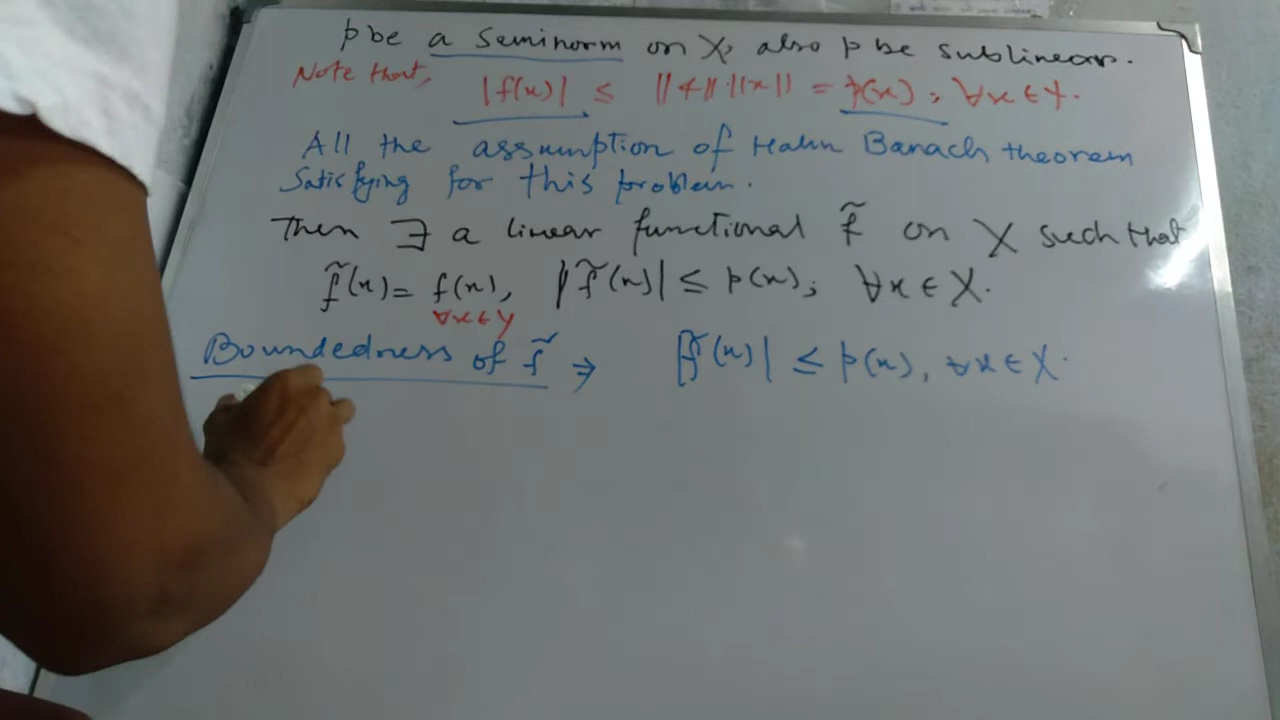 p be a seminorm on X, also p be sublinear.
Note that, |f(x)| ≤ ||f||·||x|| = p(x), ∀x∈Y.
All the assumption of Hahn Banach theorem
Satisfying for this problem.
Then ∃ a linear functional f̃ on X such that
f̃(x) = f(x), |f̃(x)| ≤ p(x), ∀x∈X.
∀x∈Y
Boundedness of f̃ ⇒ |f̃(x)| ≤ p(x), ∀x∈X.